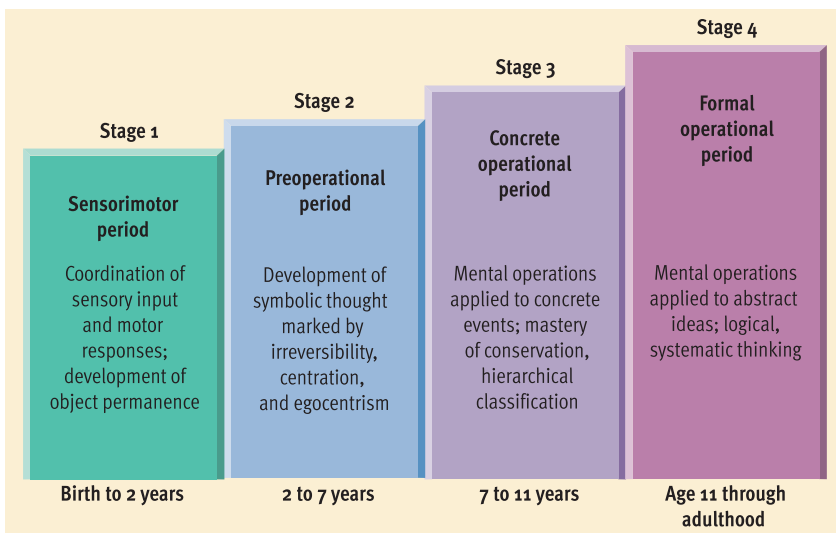 Stage 1
Sensorimotor
period
Coordination of
sensory input
and motor
responses;
development of
object permanence
Birth to 2 years
Stage 2
Preoperational
period
Development of
symbolic thought
marked by
irreversibility,
centration,
and egocentrism
2 to 7 years
Stage 3
Concrete
operational
period
Mental operations
applied to concrete
events; mastery
of conservation,
hierarchical
classification
7 to 11 years
Stage 4
Formal
operational
period
Mental operations
applied to abstract
ideas; logical,
systematic thinking
Age 11 through
adulthood